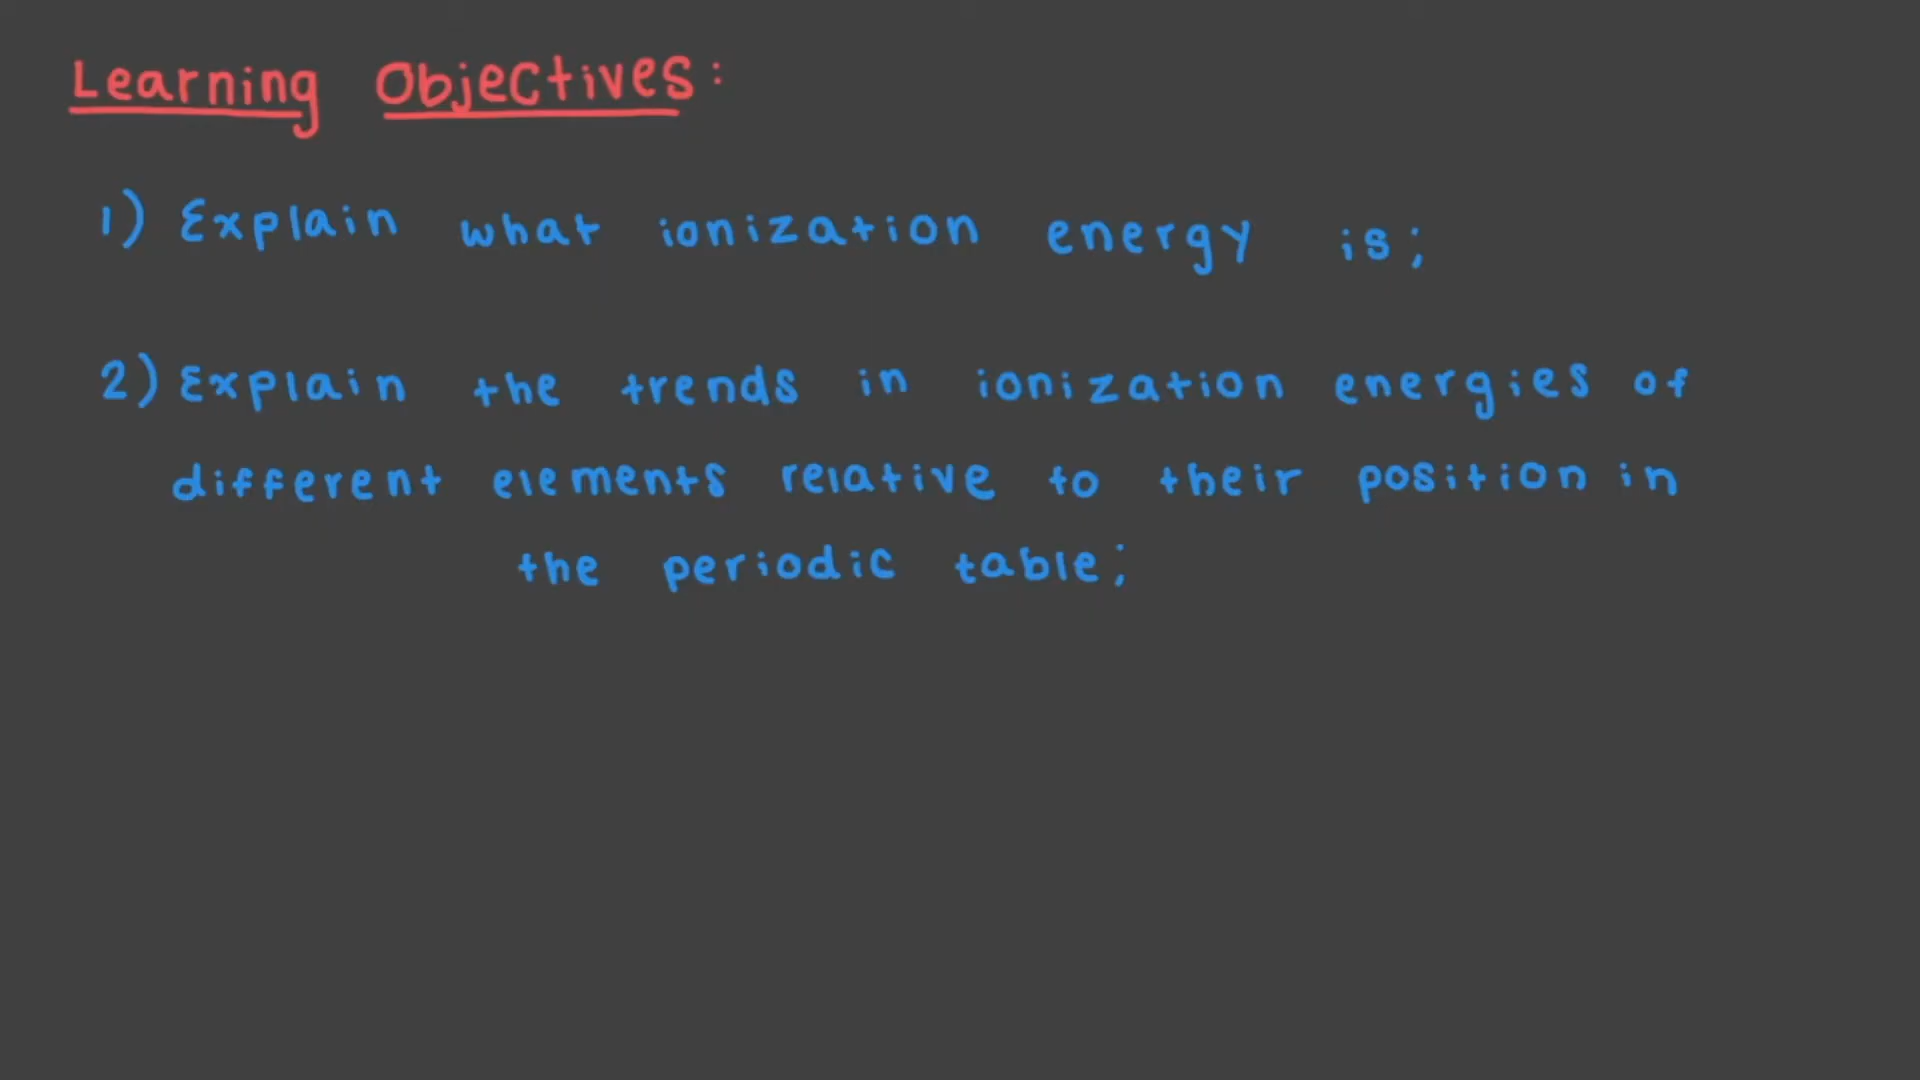 Learning Objectives:
1) Explain what ionization energy is;
2) Explain the trends in ionization energies of
different elements relative to their position in
the periodic table;